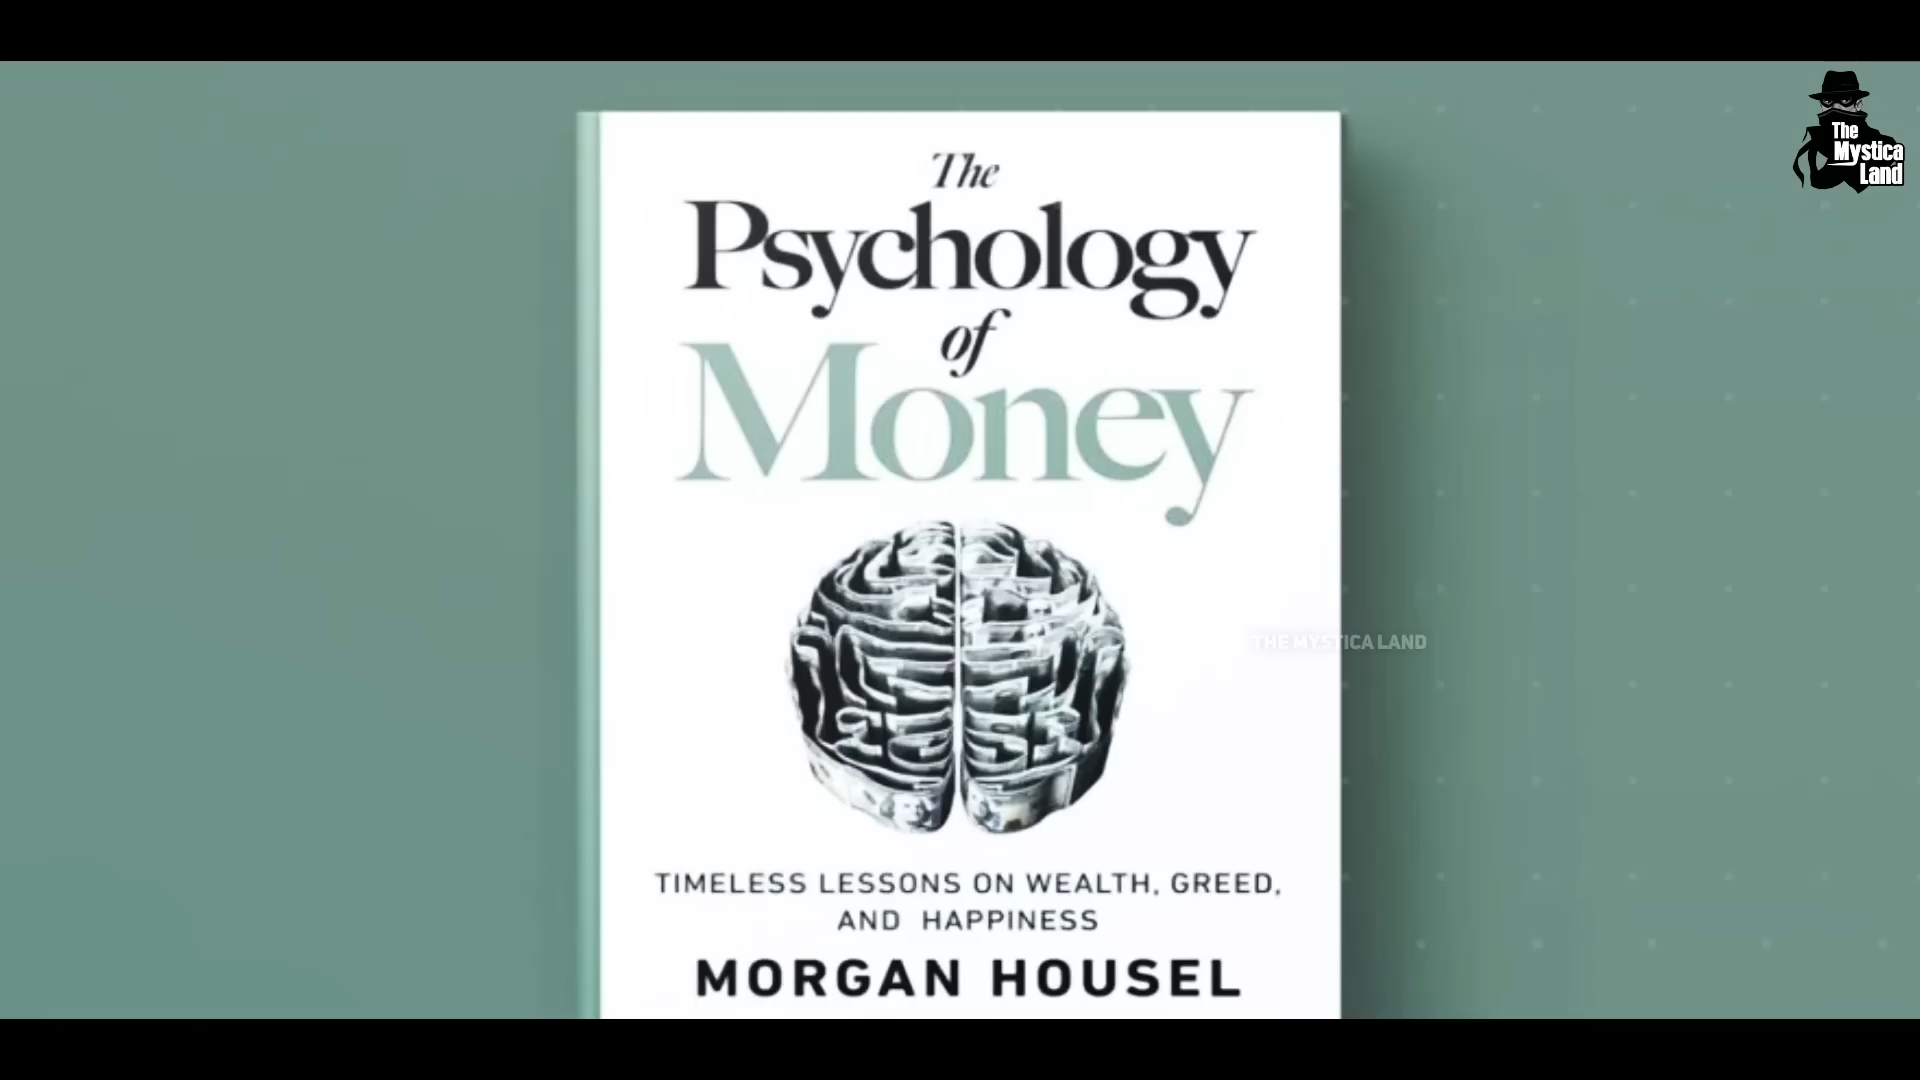 The
Psychology
of
Money
TIMELESS LESSONS ON WEALTH, GREED,
AND HAPPINESS
MORGAN HOUSEL
The
Mystica
Land
THE MYSTICA LAND